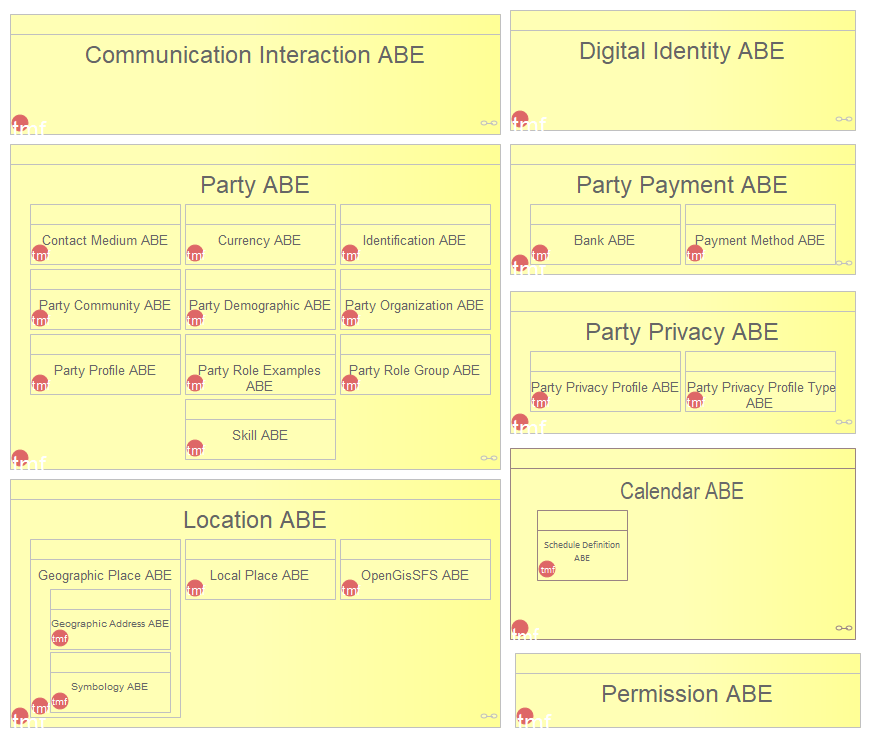 Communication Interaction ABE
tmf
Digital Identity ABE
tmf
Party ABE
Contact Medium ABE
tmf
Currency ABE
tmf
Identification ABE
tmf
Party Community ABE
tmf
Party Demographic ABE
tmf
Party Organization ABE
tmf
Party Profile ABE
tmf
Party Role Examples
ABE
tmf
Party Role Group ABE
tmf
Skill ABE
tmf
tmf
Party Payment ABE
Bank ABE
tmf
Payment Method ABE
tmf
tmf
Party Privacy ABE
Party Privacy Profile ABE
tmf
Party Privacy Profile Type
ABE
tmf
tmf
Location ABE
Geographic Place ABE
Geographic Address ABE
tmf
Symbology ABE
tmf
tmf
Local Place ABE
tmf
OpenGisSFS ABE
tmf
tmf
Calendar ABE
Schedule Definition
ABE
tmf
tmf
Permission ABE
tmf